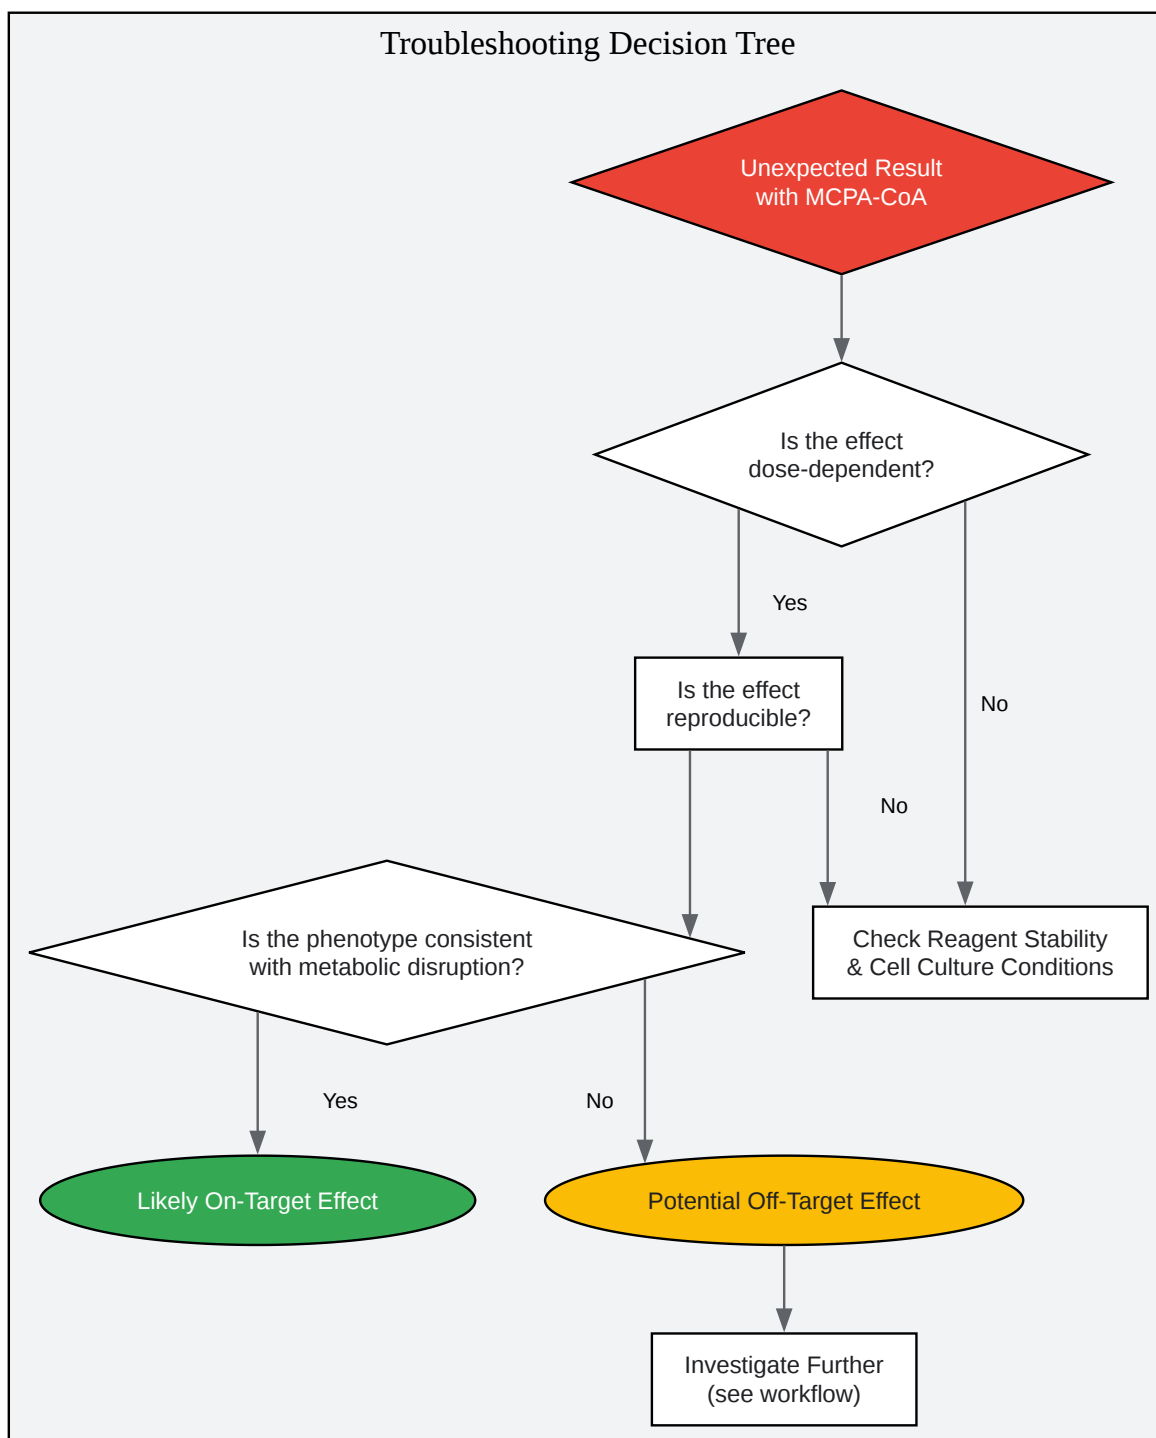 Troubleshooting Decision Tree
Unexpected Result
with MCPA-CoA
Is the effect
dose-dependent?
Yes
Is the effect
reproducible?
No
No
Is the phenotype consistent
with metabolic disruption?
Check Reagent Stability
& Cell Culture Conditions
Yes
No
Likely On-Target Effect
Potential Off-Target Effect
Investigate Further
(see workflow)